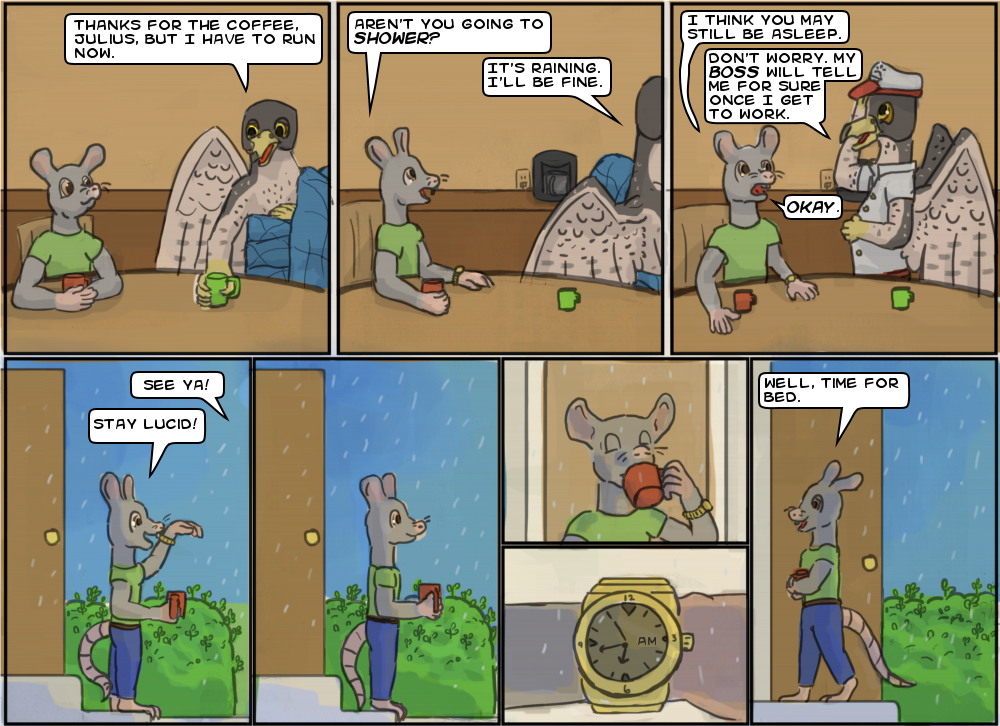 THANKS FOR THE COFFEE,
JULIUS, BUT I HAVE TO RUN
NOW.
AREN'T YOU GOING TO
SHOWER?
IT'S RAINING.
I'LL BE FINE.
I THINK YOU MAY
STILL BE ASLEEP.
DON'T WORRY. MY
BOSS WILL TELL
ME FOR SURE
ONCE I GET
TO WORK.
OKAY.
SEE YA!
STAY LUCID!
12
AM
3
6
9
WELL, TIME FOR
BED.